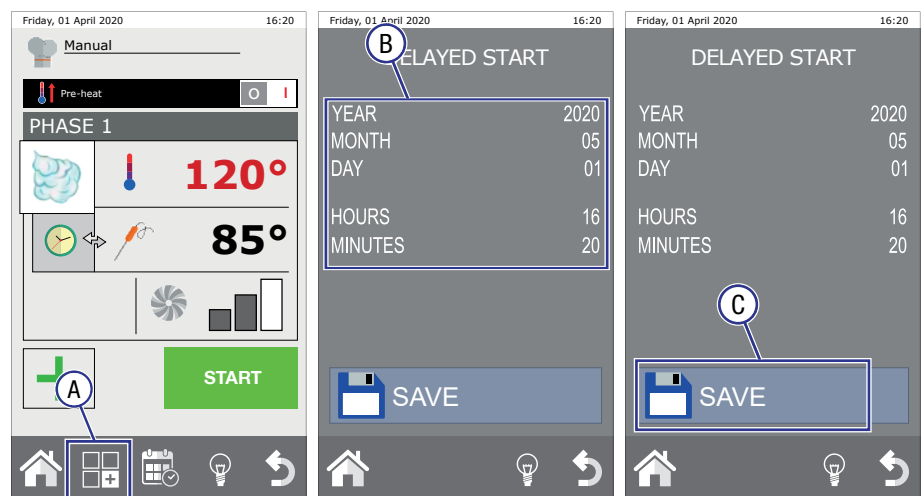 Friday, 01 April 2020 16:20
Manual
Pre-heat O I
PHASE 1
120°
85°
START
A
Friday, 01 April 2020 16:20
B
ELAYED START
YEAR 2020
MONTH 05
DAY 01
HOURS 16
MINUTES 20
SAVE
Friday, 01 April 2020 16:20
DELAYED START
YEAR 2020
MONTH 05
DAY 01
HOURS 16
MINUTES 20
C
SAVE